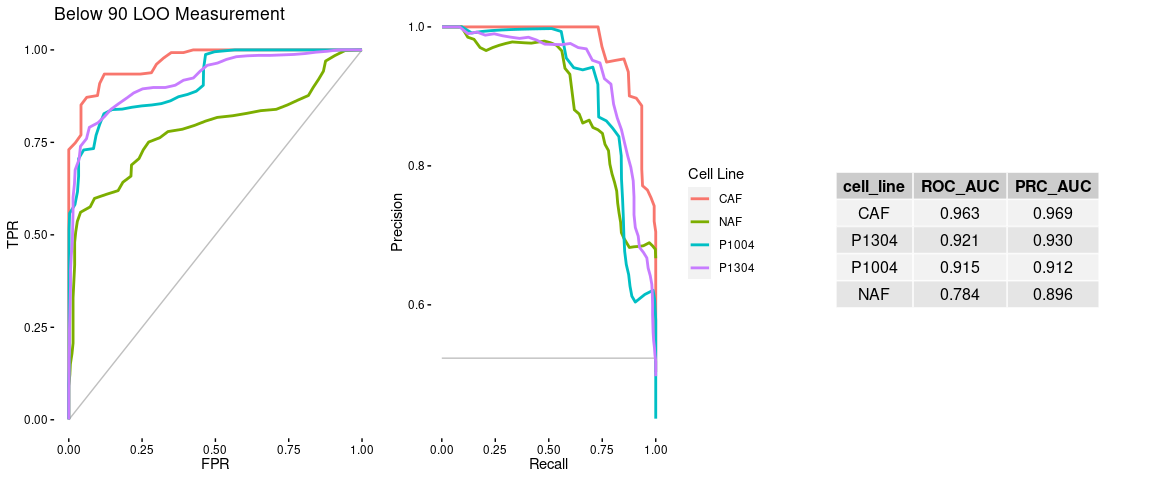 Below 90 LOO Measurement
1.00
0.75
0.50
0.25
0.00
TPR
0.00 0.25 0.50 0.75 1.00
FPR
1.0
0.8
0.6
Precision
0.00 0.25 0.50 0.75 1.00
Recall
Cell Line
CAF
NAF
P1004
P1304
cell_line ROC_AUC PRC_AUC
CAF 0.963 0.969
P1304 0.921 0.930
P1004 0.915 0.912
NAF 0.784 0.896